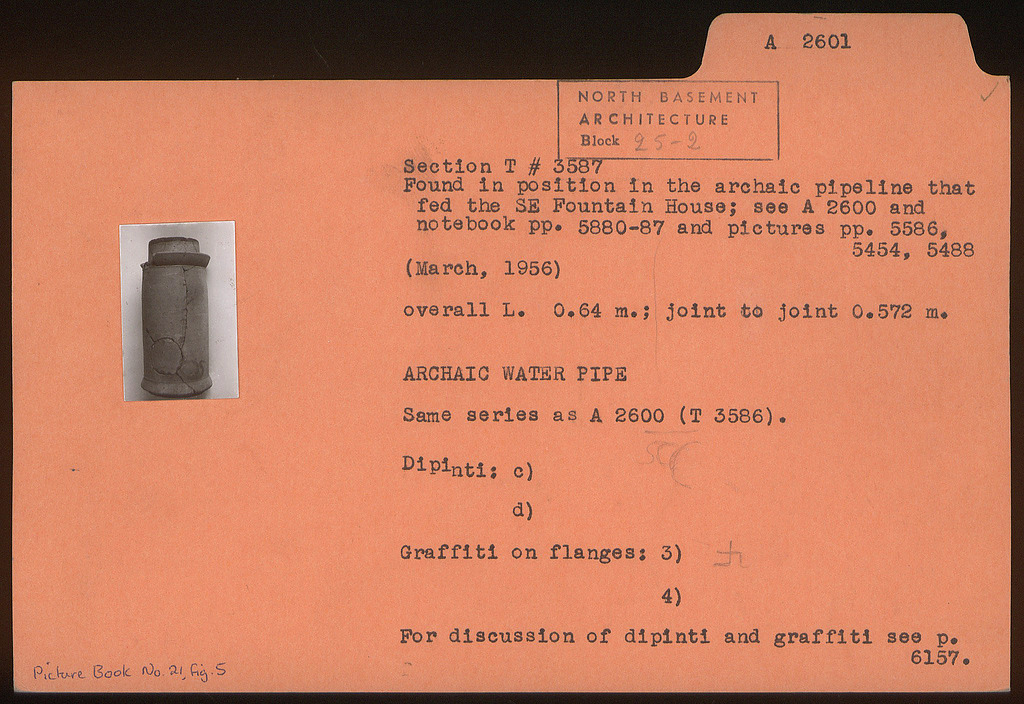 A 2601
NORTH BASEMENT
ARCHITECTURE
Block 25-2
Section T # 3587
Found in position in the archaic pipeline that
fed the SE Fountain House; see A 2600 and
notebook pp. 5880-87 and pictures pp. 5586,
5454, 5488
(March, 1956)
overall L. 0.64 m.; joint to joint 0.572 m.
ARCHAIC WATER PIPE
Same series as A 2600 (T 3586).
Dipinti: c)
d)
Graffiti on flanges: 3)
4)
For discussion of dipinti and graffiti see p.
6157.
Picture Book No. 21, fig. 5